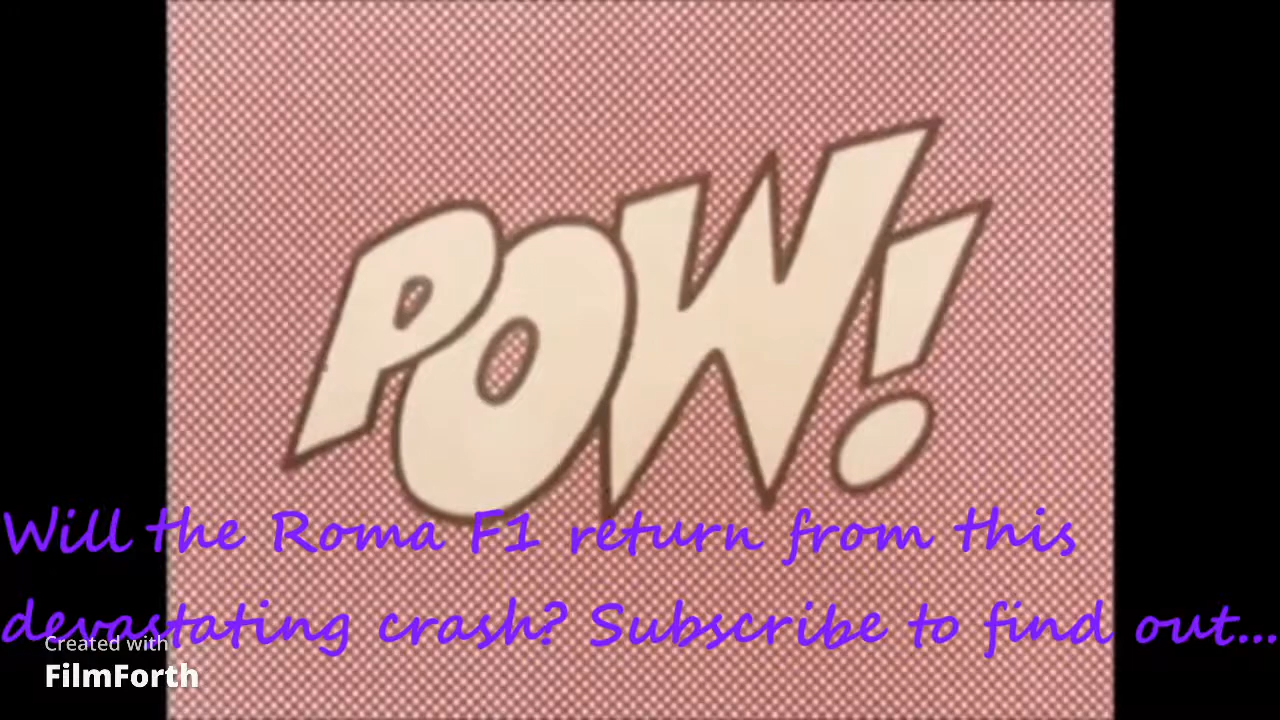 POW!
Will the Roma F1 return from this
devastating crash? Subscribe to find out...
Created with
FilmForth